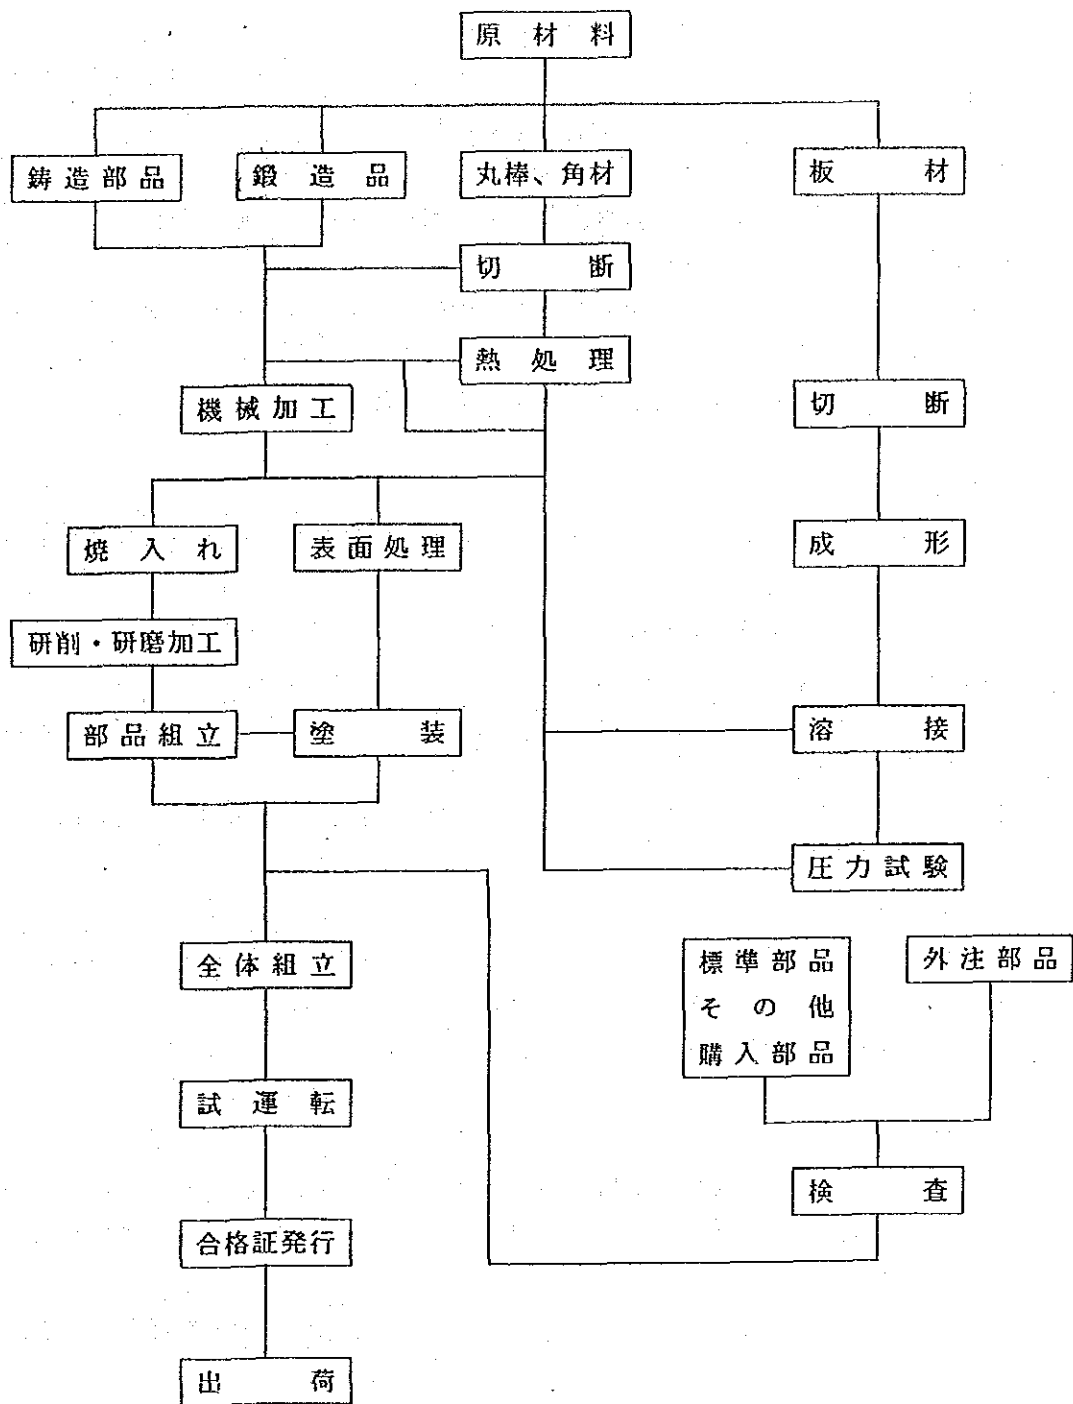 原材料
鋳造部品
鍛造品
丸棒、角材
板材
切断
熱処理
機械加工
切断
焼入れ
表面処理
成形
研削・研磨加工
部品組立
塗装
溶接
圧力試験
全体組立
標準部品
その他
購入部品
外注部品
試運転
検査
合格証発行
出荷